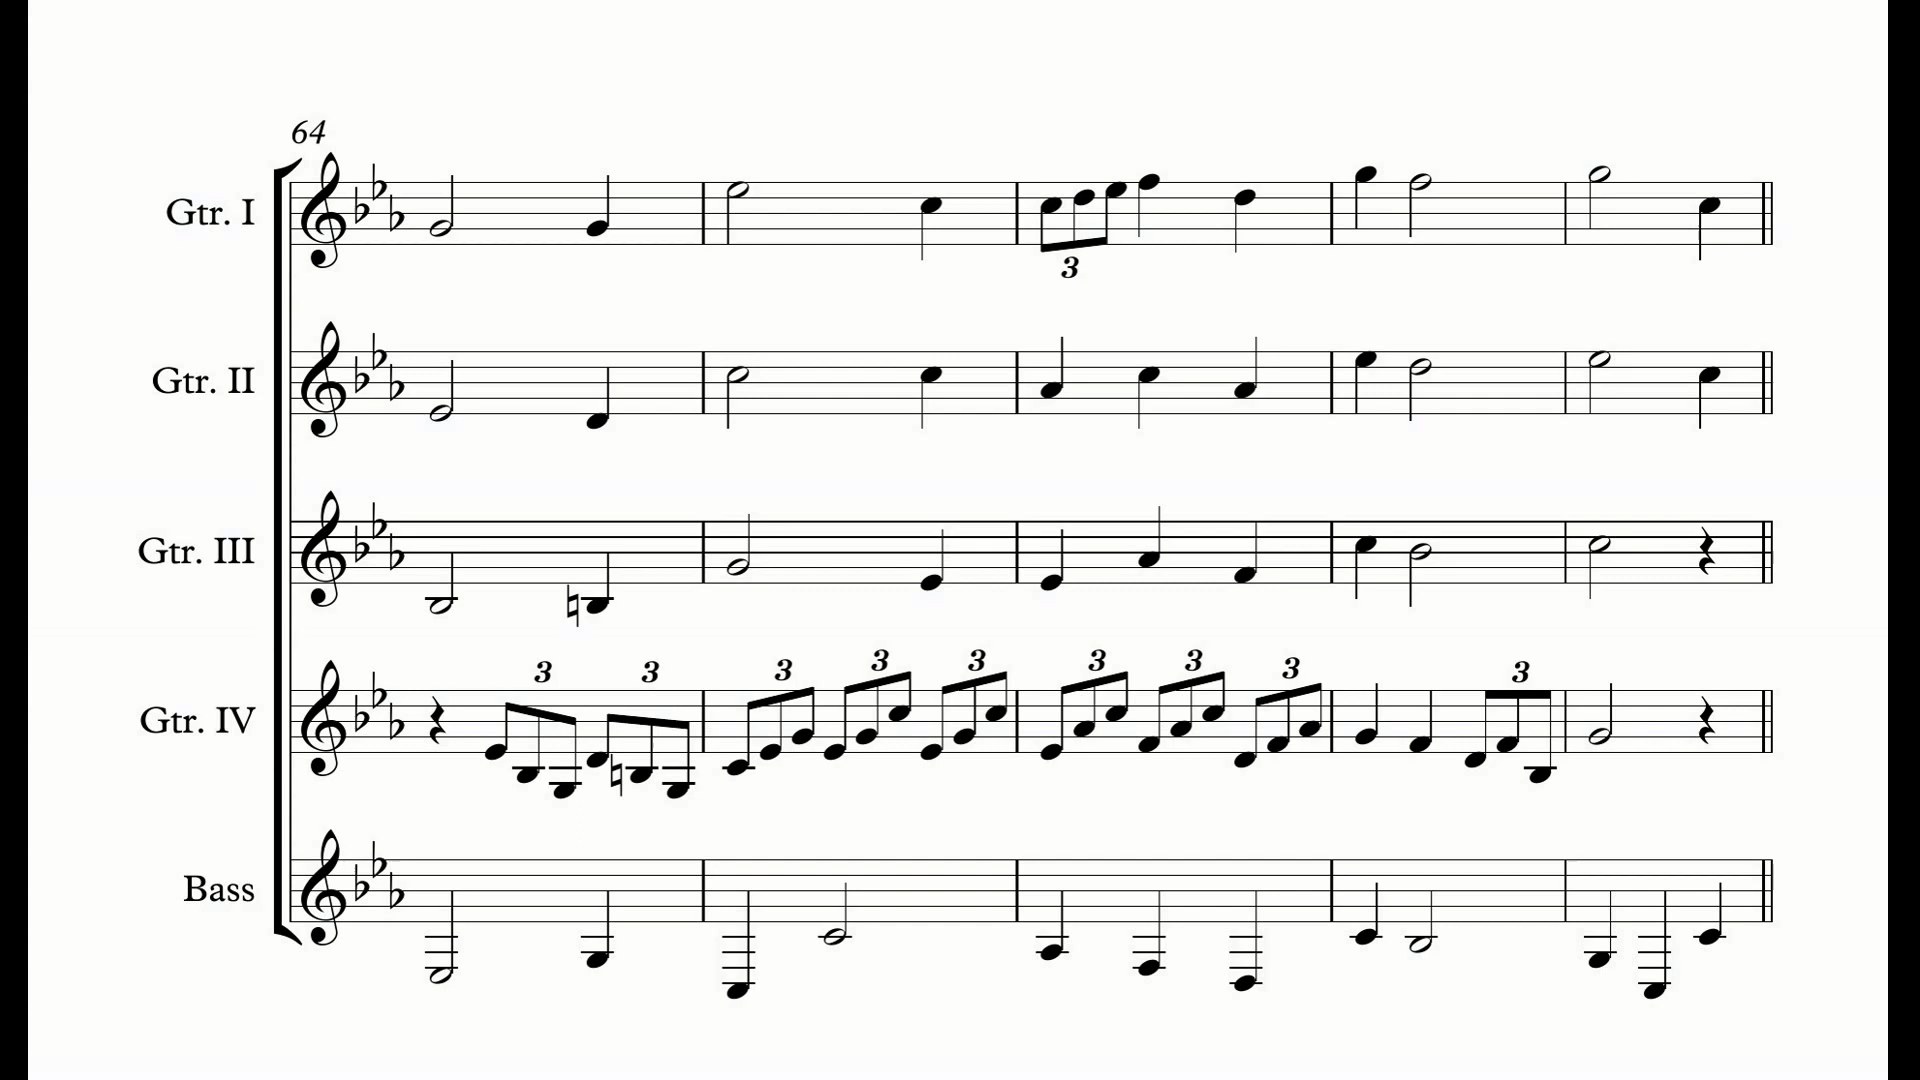 64
Gtr. I
3
Gtr. II
Gtr. III
3 3 3 3 3 3 3 3 3
Gtr. IV
Bass